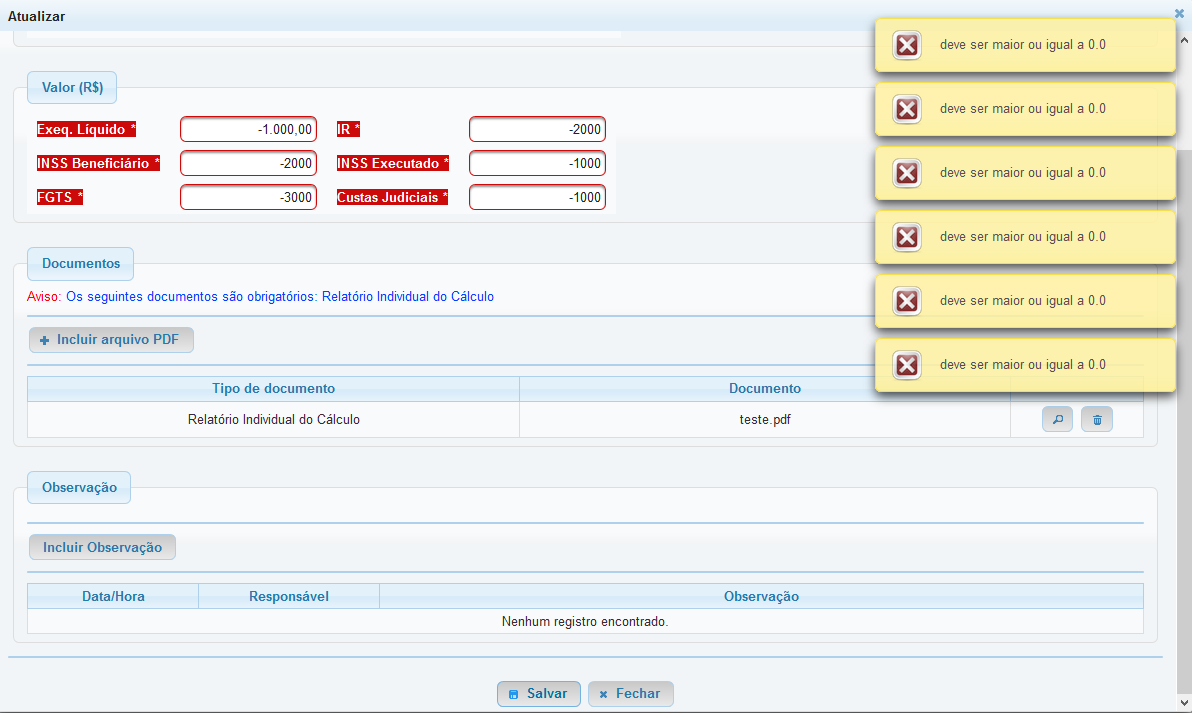 Atualizar
deve ser maior ou igual a 0.0
deve ser maior ou igual a 0.0
deve ser maior ou igual a 0.0
deve ser maior ou igual a 0.0
deve ser maior ou igual a 0.0
deve ser maior ou igual a 0.0
Valor (R$)
Exeq. Líquido * -1.000,00 IR * -2000
INSS Beneficiário * -2000 INSS Executado * -1000
FGTS * -3000 Custas Judiciais * -1000
Documentos
Aviso: Os seguintes documentos são obrigatórios: Relatório Individual do Cálculo
Incluir arquivo PDF
Tipo de documento Documento
Relatório Individual do Cálculo teste.pdf
Observação
Incluir Observação
Data/Hora Responsável Observação
Nenhum registro encontrado.
Salvar Fechar